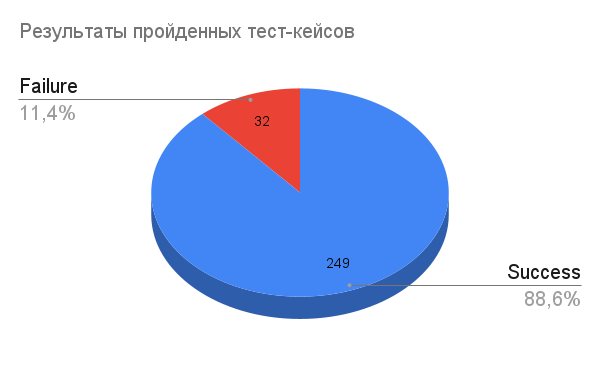 Результаты пройденных тест-кейсов
Failure
11,4%
32
249
Success
88,6%